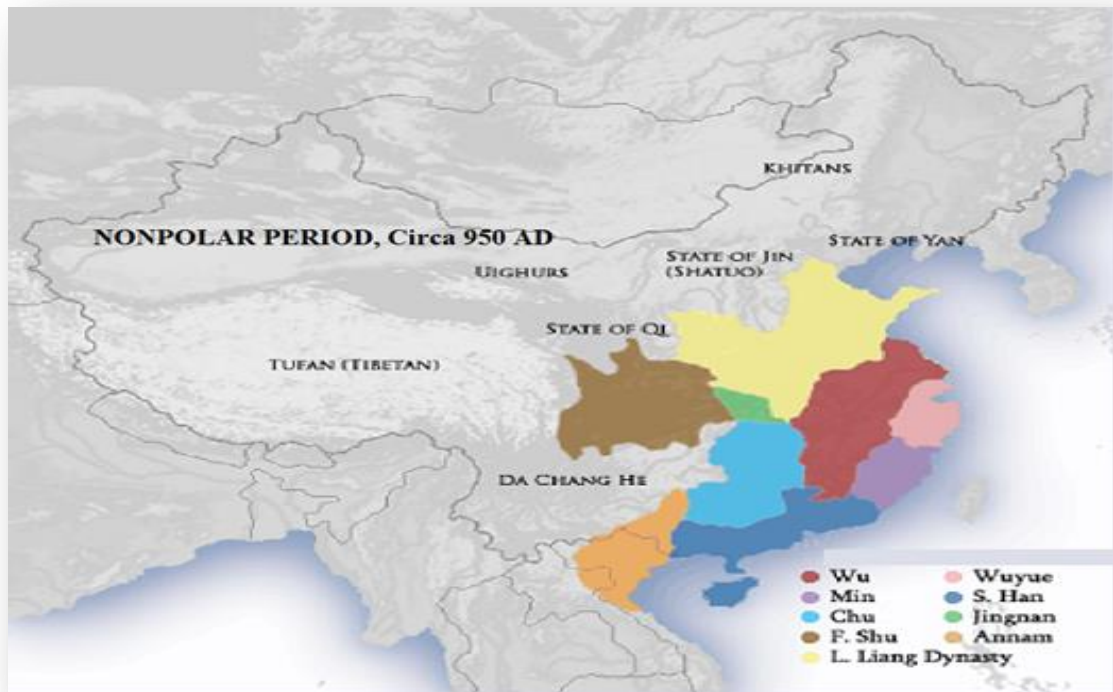 KHITANS
NONPOLAR PERIOD, Circa 950 AD
STATE OF YAN
STATE OF JIN
(SHATUO)
UIGHURS
STATE OF QI
TUFAN (TIBETAN)
DA CHANG HE
Wu
Wuyue
Min
S. Han
Chu
Jingnan
F. Shu
Annam
L. Liang Dynasty